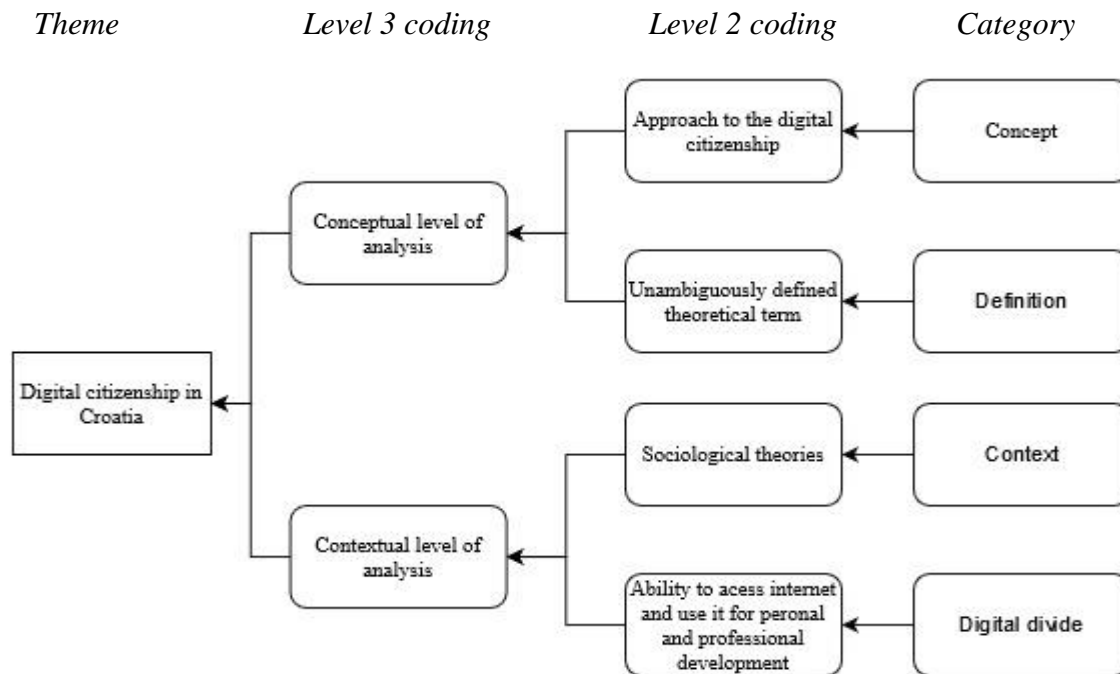 Theme Level 3 coding Level 2 coding Category
Approach to the digital
citizenship
Concept
Conceptual level of
analysis
Unambiguously defined
theoretical term
Definition
Digital citizenship in
Croatia
Sociological theories
Context
Contextual level of
analysis
Ability to acess internet
and use it for peronal
and professional
development
Digital divide